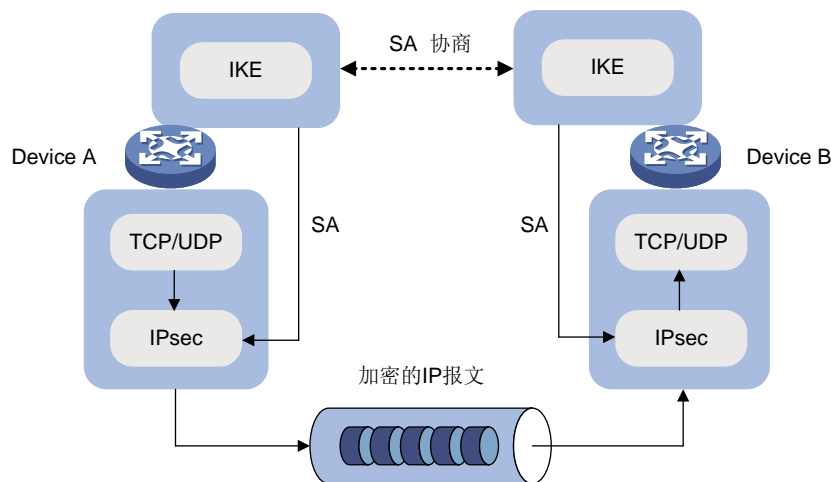 SA 协商
IKE
IKE
Device A
Device B
SA
SA
TCP/UDP
TCP/UDP
IPsec
IPsec
加密的IP报文